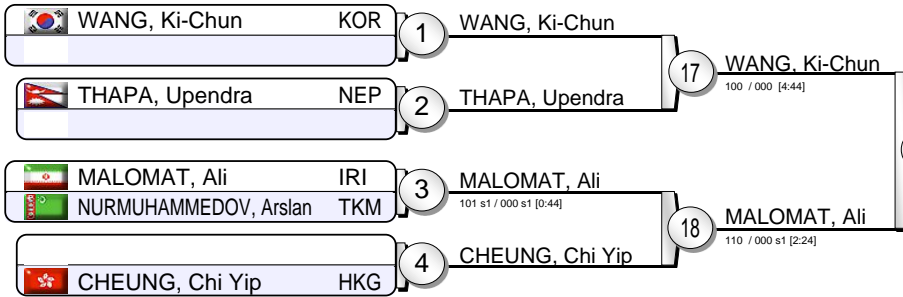 WANG, Ki-Chun KOR
1
WANG, Ki-Chun
THAPA, Upendra NEP
2
THAPA, Upendra
17
WANG, Ki-Chun
100 / 000 [4:44]
MALOMAT, Ali IRI
NURMUHAMMEDOV, Arslan TKM
3
MALOMAT, Ali
101 s1 / 000 s1 [0:44]
CHEUNG, Chi Yip HKG
4
CHEUNG, Chi Yip
18
MALOMAT, Ali
110 / 000 s1 [2:24]